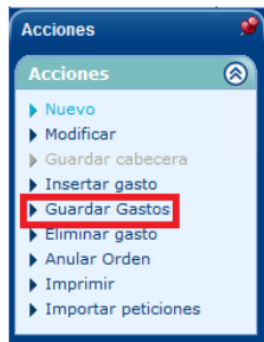 Acciones
Acciones
Nuevo
Modificar
Guardar cabecera
Insertar gasto
Guardar Gastos
Eliminar gasto
Anular Orden
Imprimir
Importar peticiones